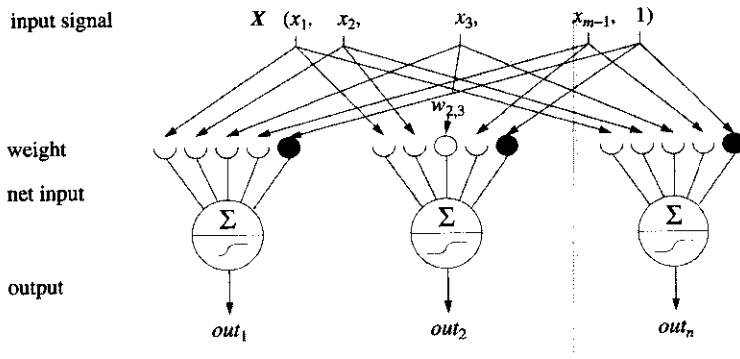 input signal X (x₁, x₂, x₃, xₘ₋₁, 1)
w₂,₃
weight
net input
Σ Σ Σ
output
out₁ out₂ outₙ